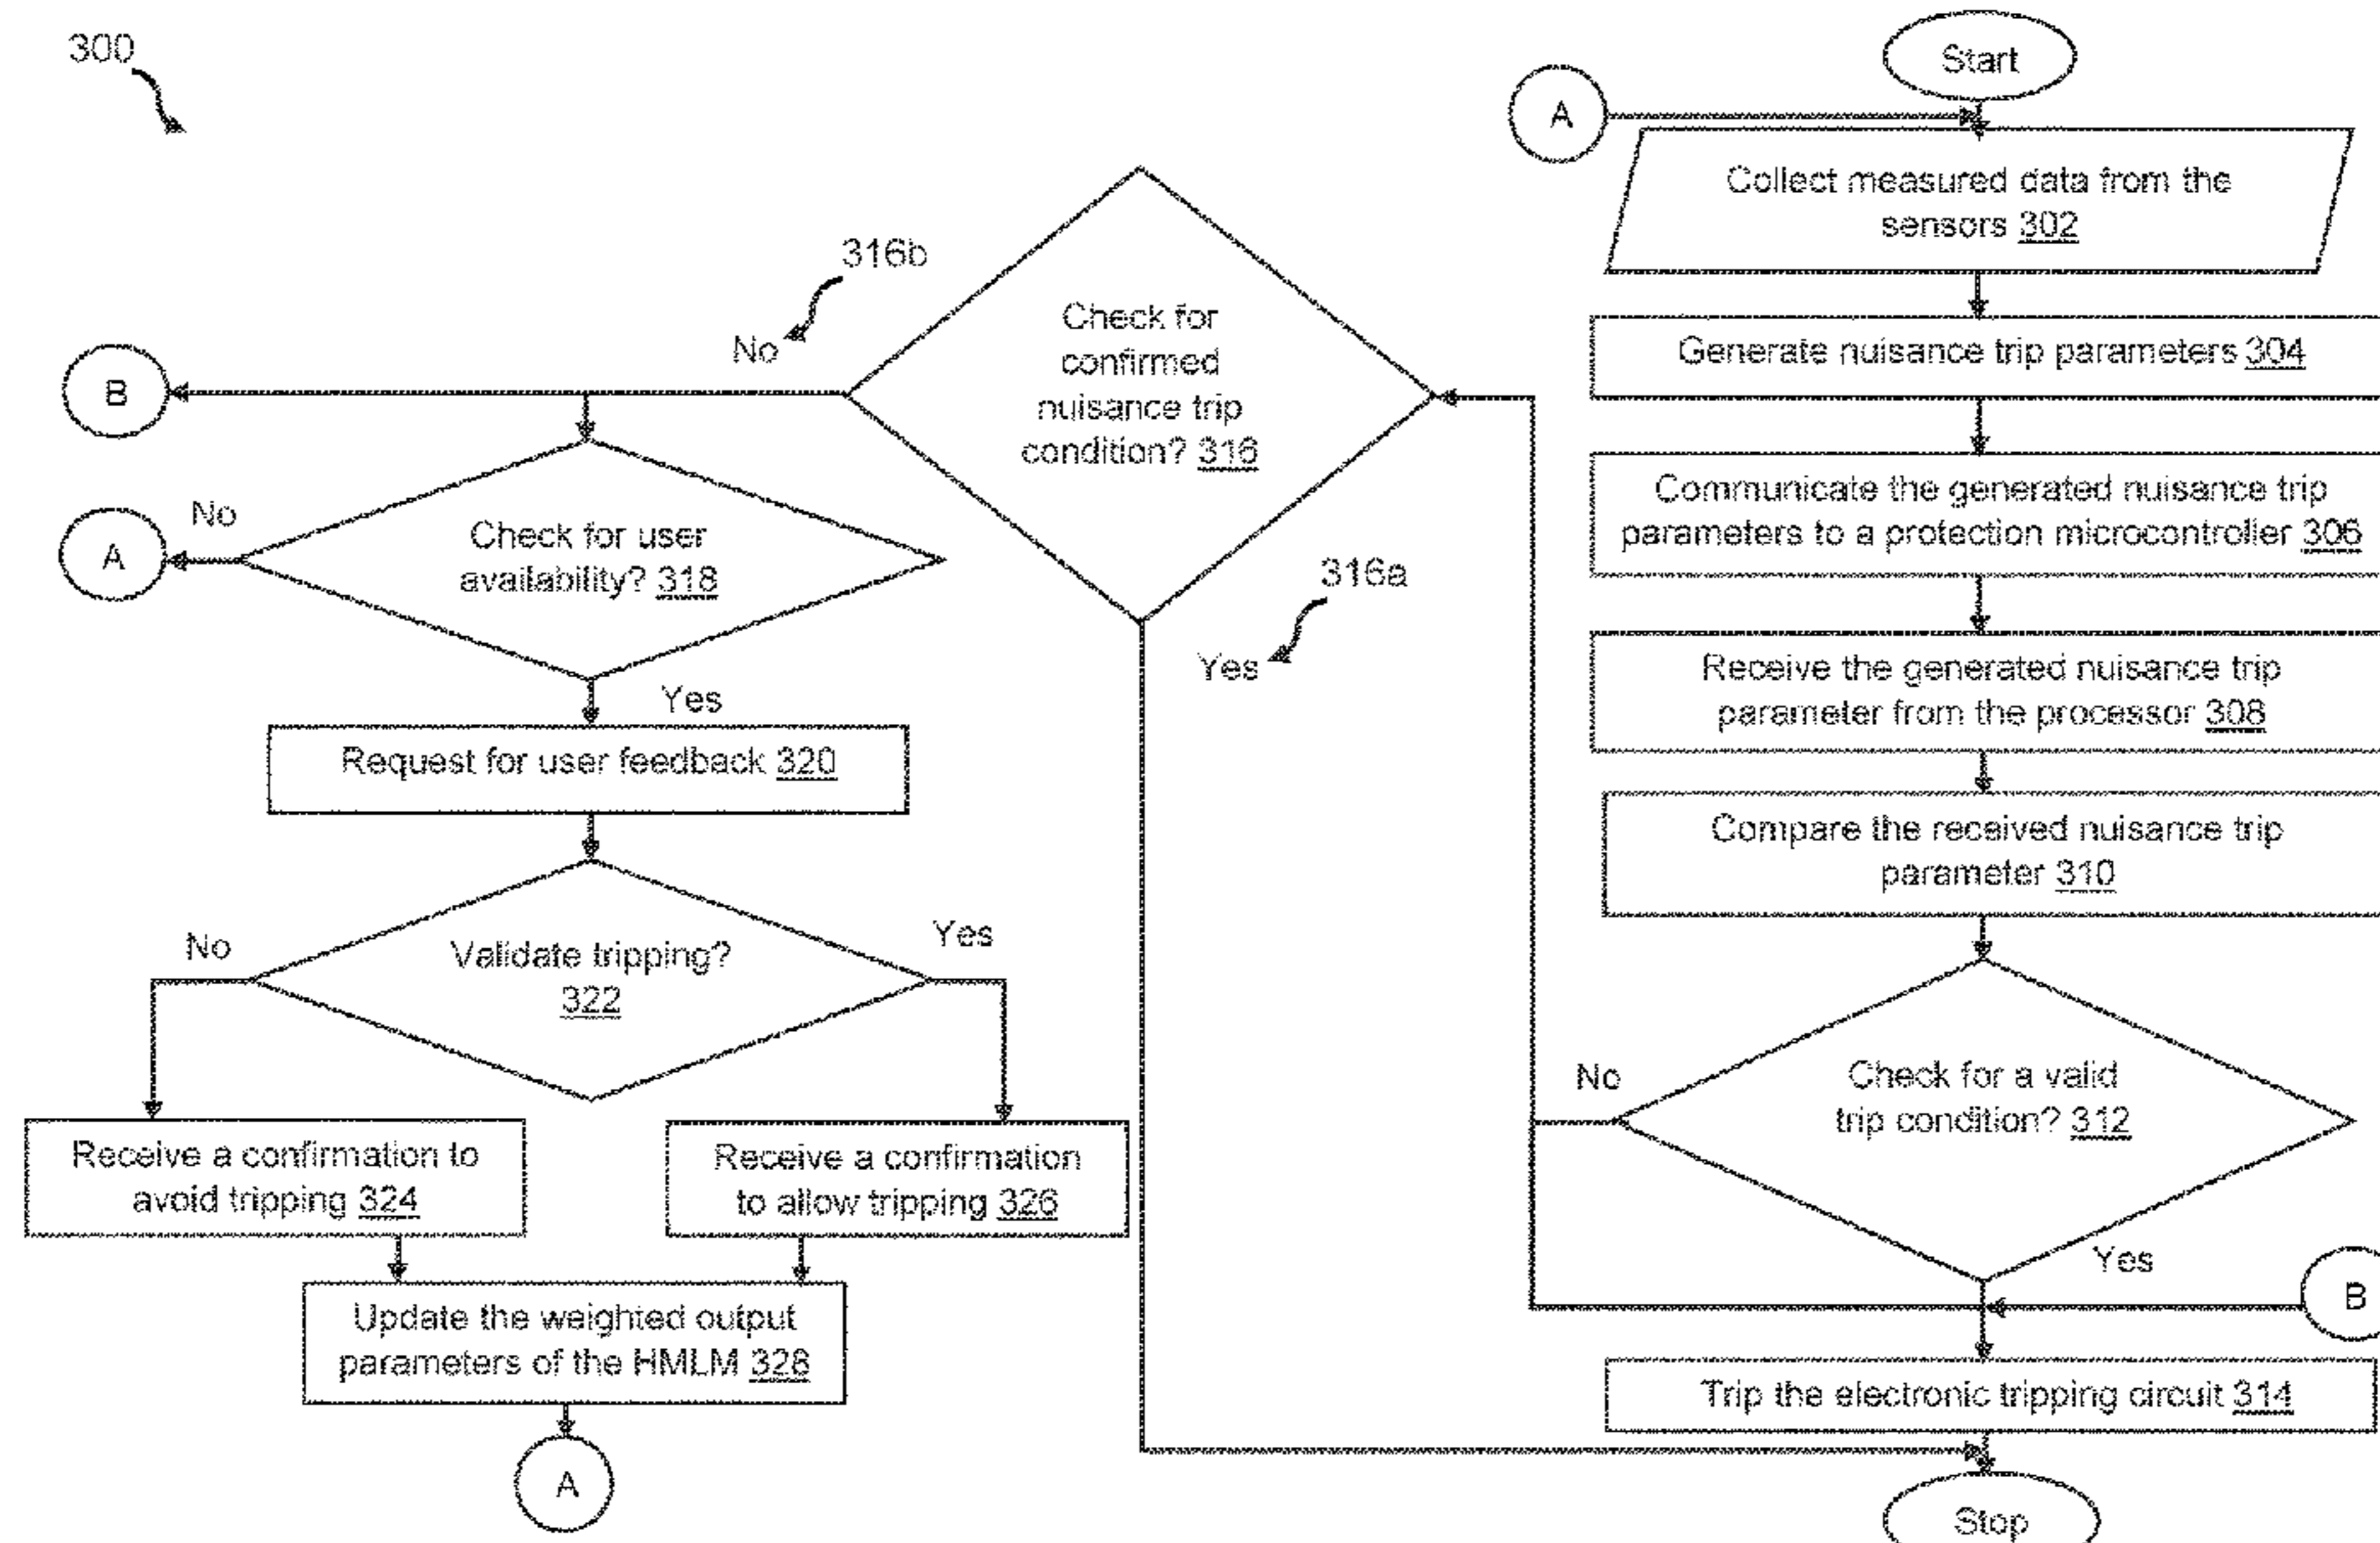 300
Start
A
Collect measured data from the
sensors 302
Generate nuisance trip parameters 304
Communicate the generated nuisance trip
parameters to a protection microcontroller 306
Receive the generated nuisance trip
parameter from the processor 308
Compare the received nuisance trip
parameter 310
Check for a valid
trip condition? 312
No
Yes
B
Trip the electronic tripping circuit 314
Stop
Check for
confirmed
nuisance trip
condition? 316
316a
Yes
316b
No
B
Check for user
availability? 318
No
A
Yes
Request for user feedback 320
Validate tripping?
322
No
Yes
Receive a confirmation to
avoid tripping 324
Receive a confirmation
to allow tripping 326
Update the weighted output
parameters of the HMLM 328
A